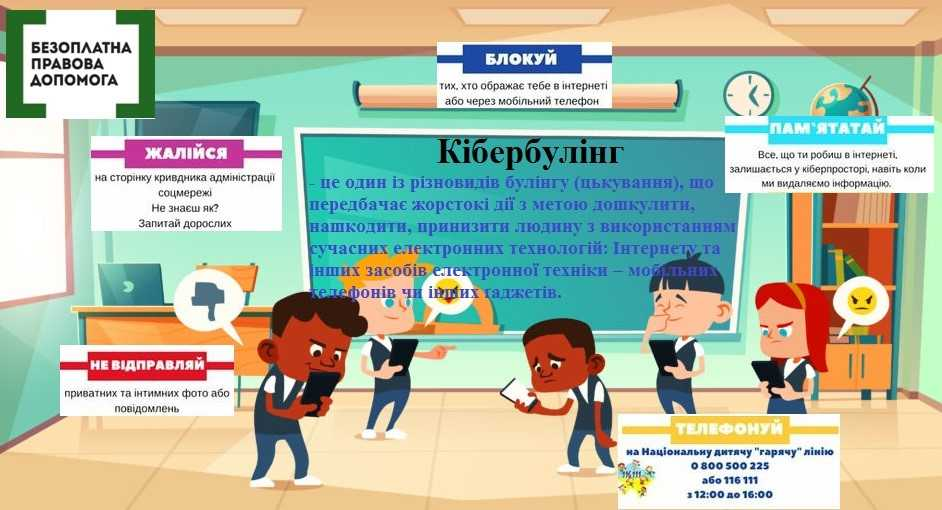 БЕЗОПЛАТНА
ПРАВОВА
ДОПОМОГА
БЛОКУЙ
тих, хто ображає тебе в інтернеті
або через мобільний телефон
ПАМ'ЯТАТАЙ
Все, що ти робиш в інтернеті,
залишається у кіберпросторі, навіть коли
ми видаляємо інформацію.
ЖАЛІЙСЯ
на сторінку кривдника адміністрації
соцмережі
Не знаєш як?
Запитай дорослих
Кібербулінг
- це один із різновидів булінгу (цькування), що
передбачає жорстокі дії з метою дошкулити,
нашкодити, принизити людину з використанням
сучасних електронних технологій: Інтернету та
інших засобів електронної техніки – мобільних
телефонів чи інших гаджетів.
НЕ ВІДПРАВЛЯЙ
приватних та інтимних фото або
повідомлень
ТЕЛЕФОНУЙ
на Національну дитячу "гарячу" лінію
0 800 500 225
або 116 111
з 12:00 до 16:00